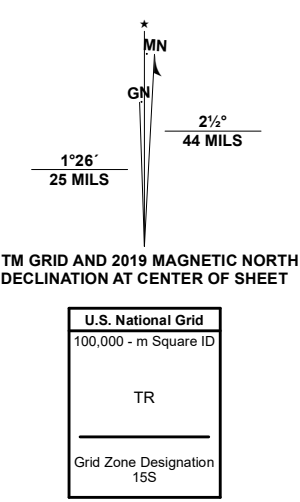 ★
MN
GN
2½°
44 MILS
1°26´
25 MILS
TM GRID AND 2019 MAGNETIC NORTH
DECLINATION AT CENTER OF SHEET
U.S. National Grid
100,000 - m Square ID
TR
Grid Zone Designation
15S